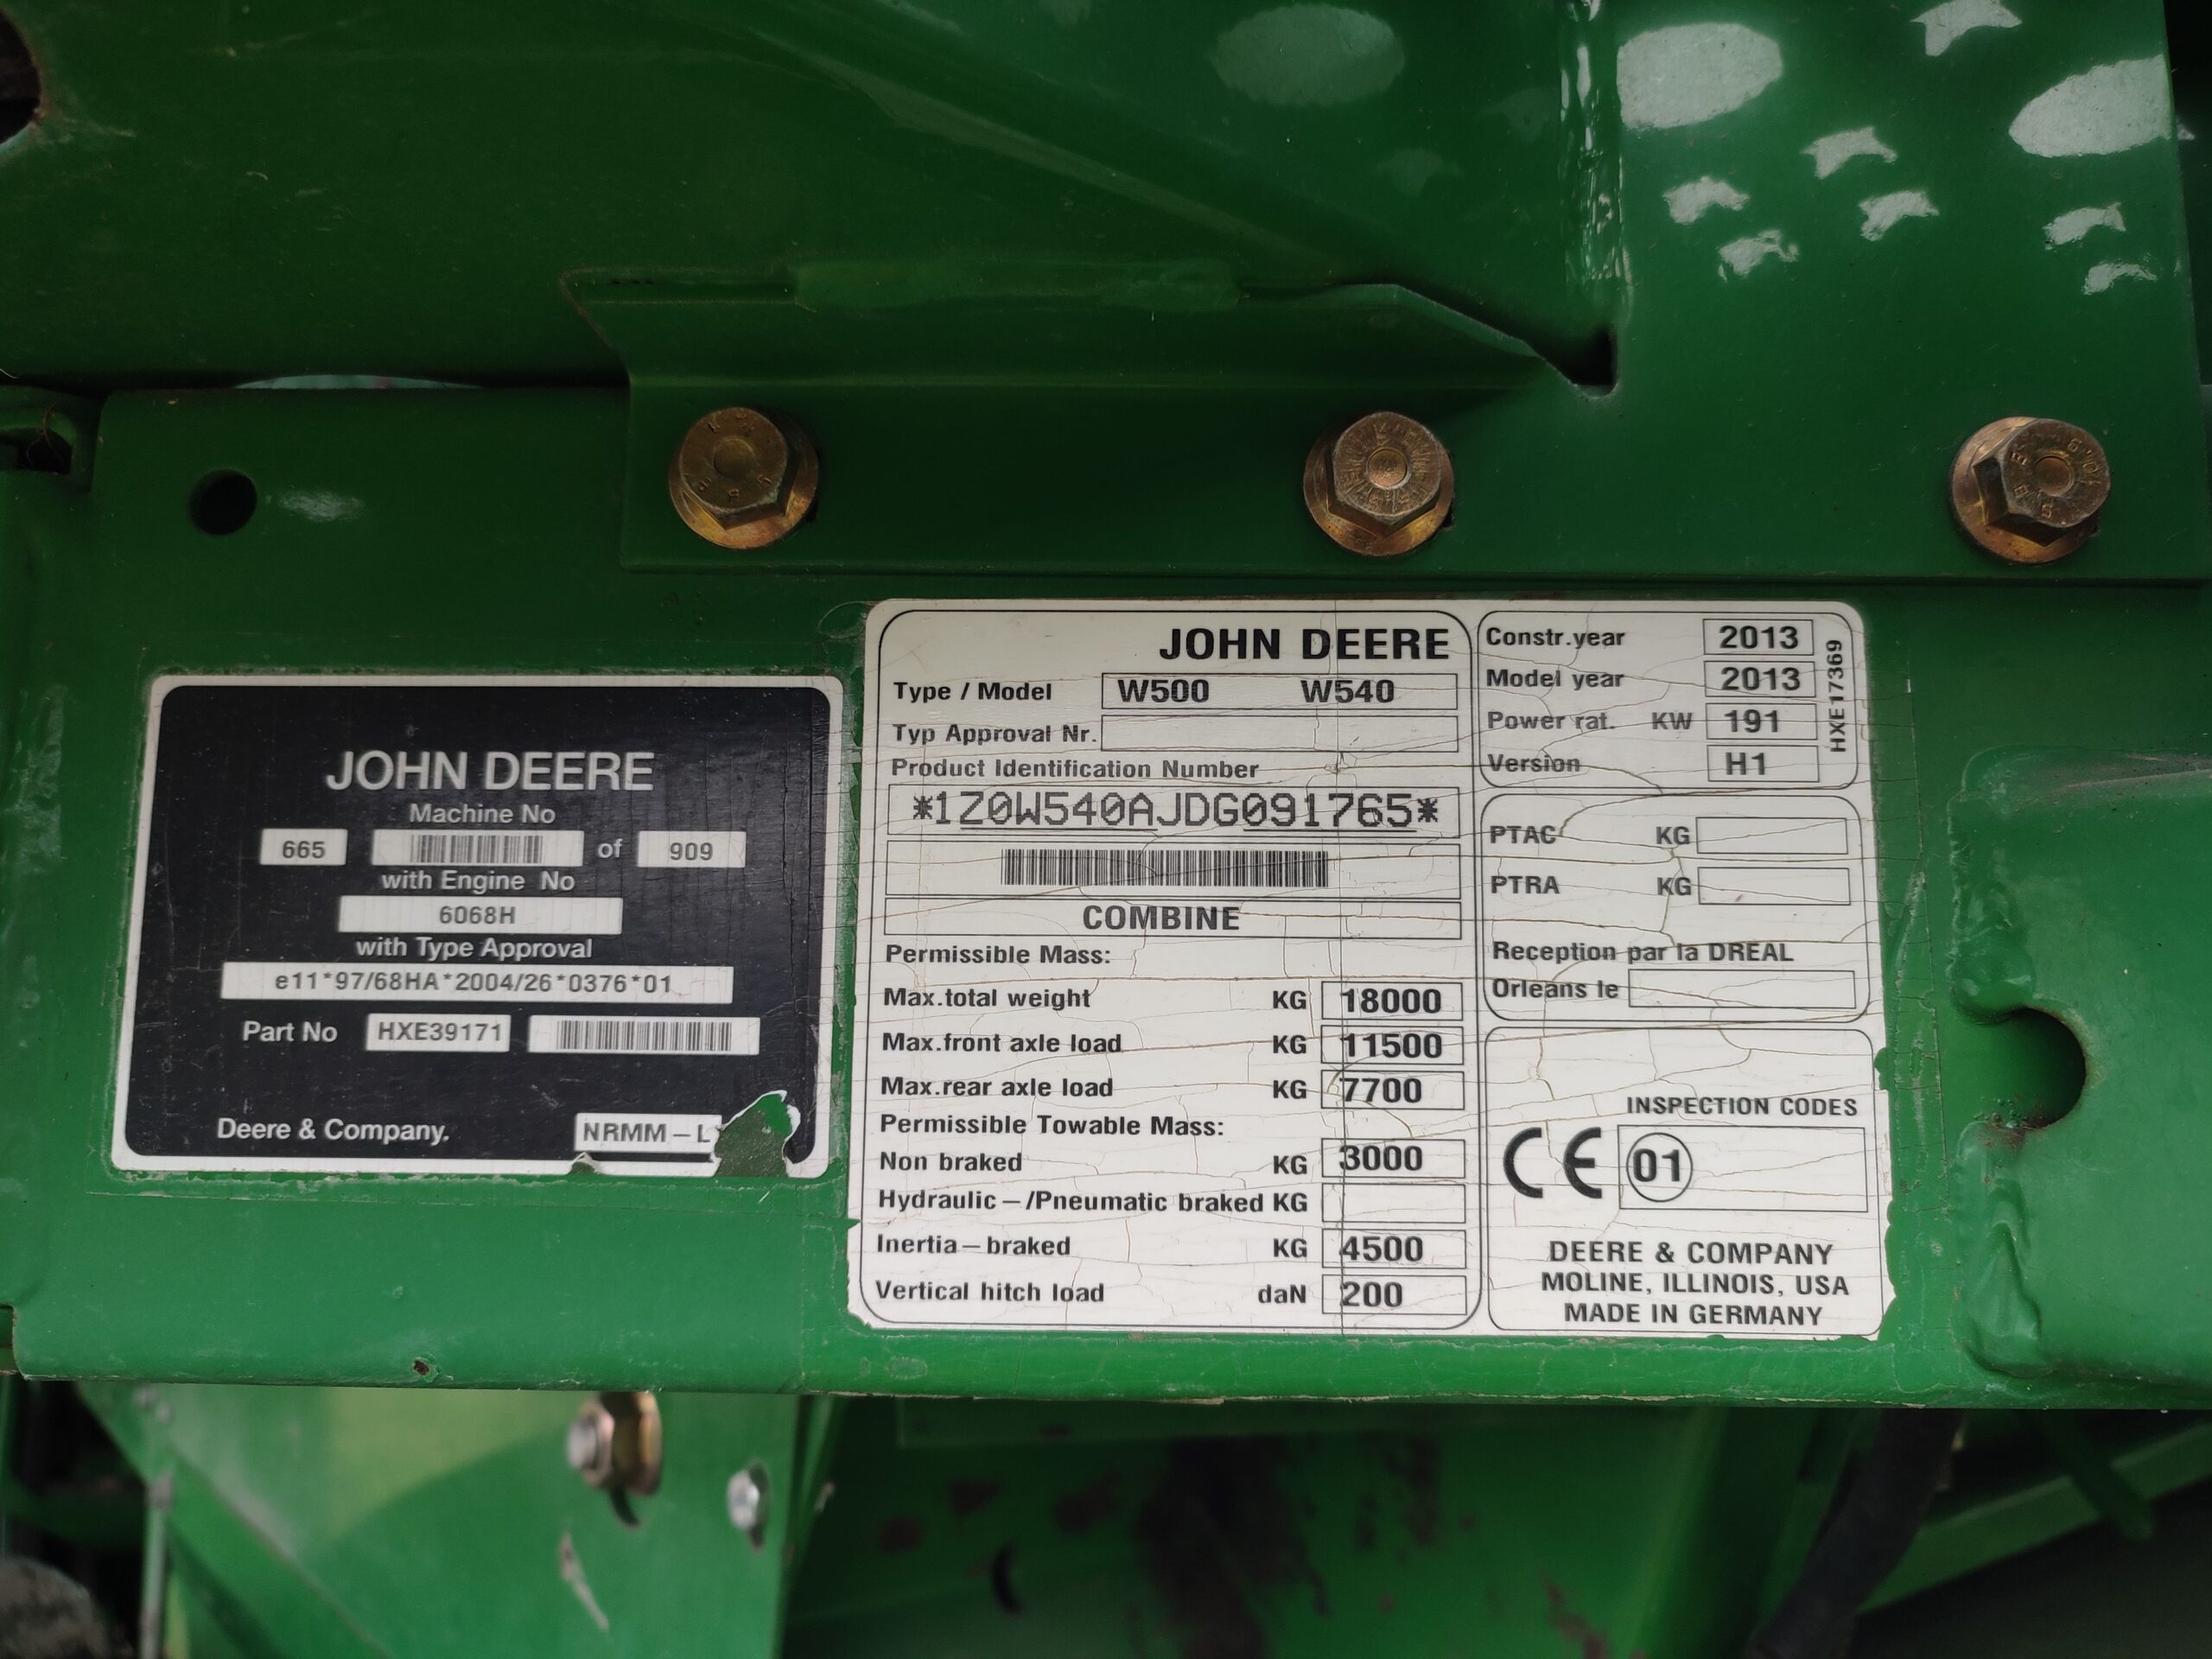 JOHN DEERE
Machine No
665 of 909
with Engine No
6068H
with Type Approval
e11*97/68HA*2004/26*0376*01
Part No HXE39171
Deere & Company.
NRMM – L
JOHN DEERE
Type / Model W500 W540
Typ Approval Nr.
Product Identification Number
*1Z0W540AJDG091765*
COMBINE
Permissible Mass:
Max.total weight KG 18000
Max.front axle load KG 11500
Max.rear axle load KG 7700
Permissible Towable Mass:
Non braked KG 3000
Hydraulic – /Pneumatic braked KG
Inertia – braked KG 4500
Vertical hitch load daN 200
Constr.year 2013
Model year 2013
Power rat. KW 191
Version H1
HXE17369
PTAC KG
PTRA KG
Reception par la DREAL
Orleans le
INSPECTION CODES
CE 01
DEERE & COMPANY
MOLINE, ILLINOIS, USA
MADE IN GERMANY